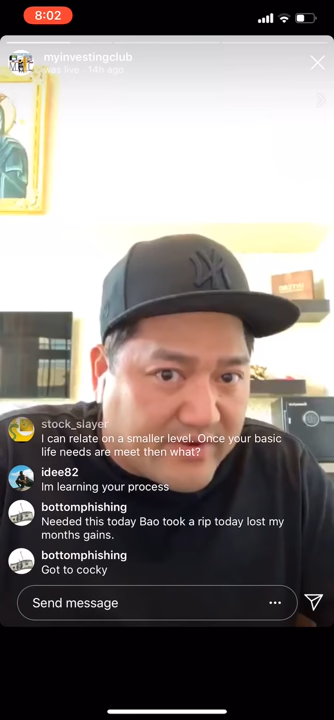 8:02
myinvestingclub
was live · 14h ago
stock_slayer
I can relate on a smaller level. Once your basic
life needs are meet then what?
idee82
Im learning your process
bottomphishing
Needed this today Bao took a rip today lost my
months gains.
bottomphishing
Got to cocky
Send message